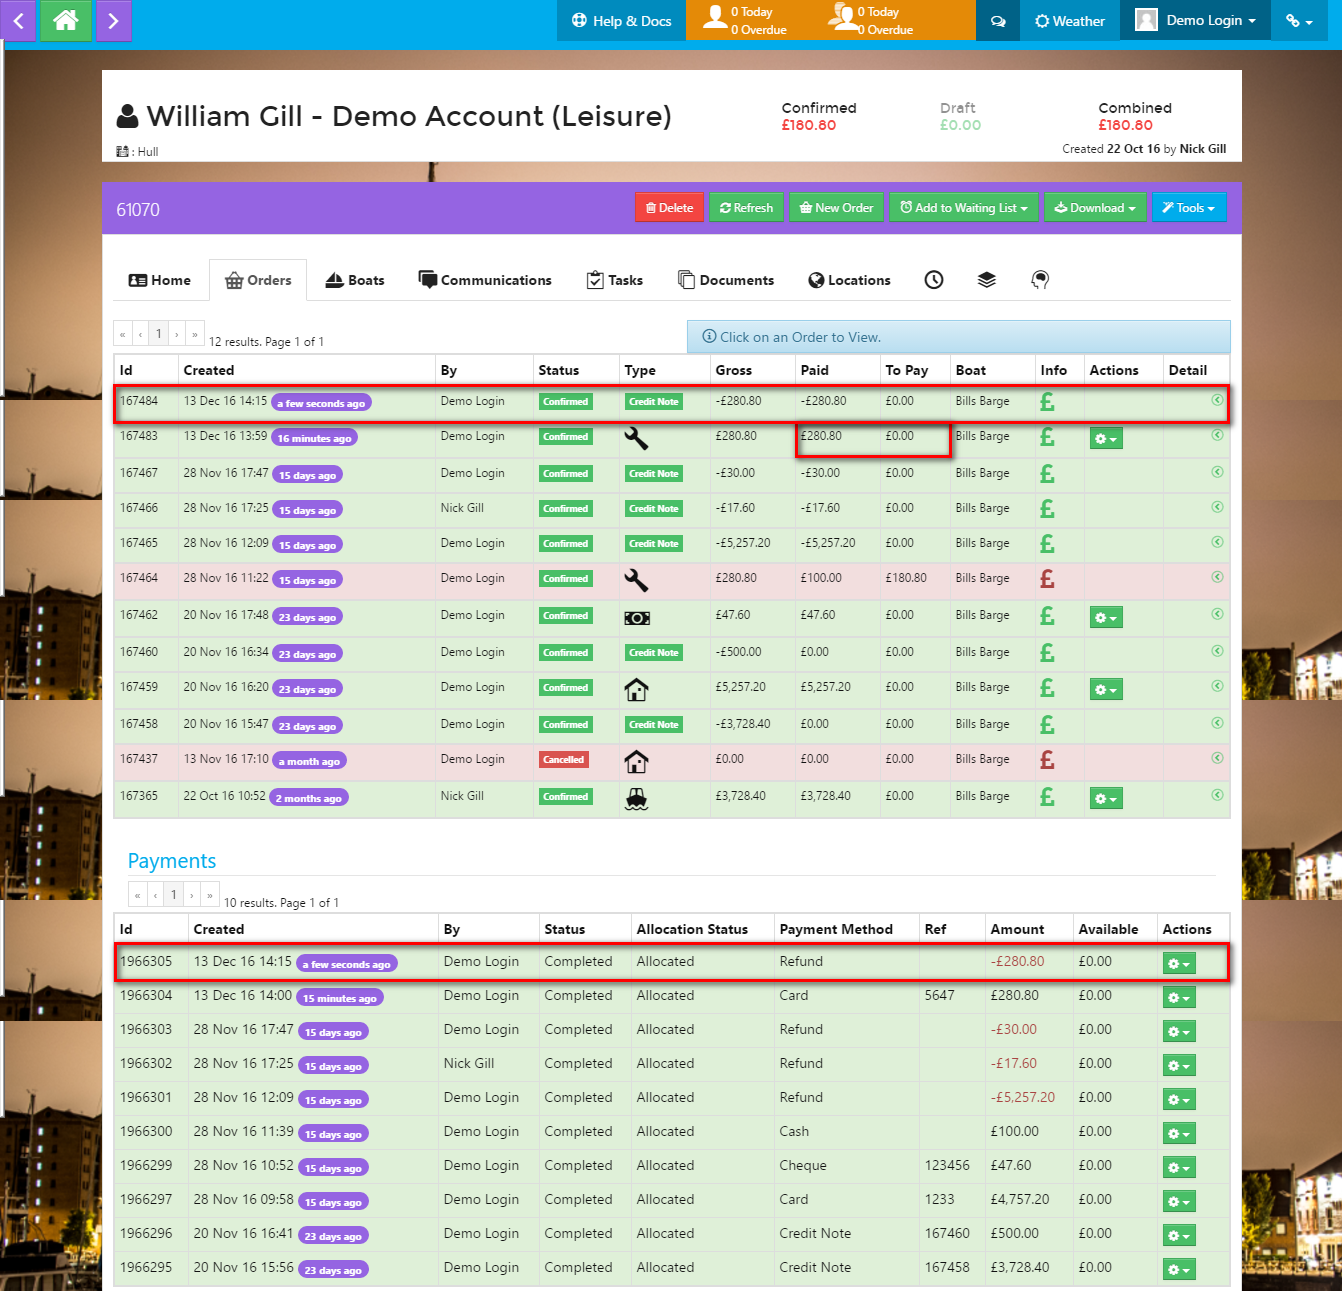 Help & Docs 0 Today 0 Today Weather Demo Login
0 Overdue 0 Overdue
William Gill - Demo Account (Leisure) Confirmed Draft Combined
£180.80 £0.00 £180.80
: Hull Created 22 Oct 16 by Nick Gill
61070 Delete Refresh New Order Add to Waiting List Download Tools
Home Orders Boats Communications Tasks Documents Locations
« ‹ 1 › » 12 results. Page 1 of 1 Click on an Order to View.
Id Created By Status Type Gross Paid To Pay Boat Info Actions Detail
167484 13 Dec 16 14:15 a few seconds ago Demo Login Confirmed Credit Note -£280.80 -£280.80 £0.00 Bills Barge £
167483 13 Dec 16 13:59 16 minutes ago Demo Login Confirmed £280.80 £280.80 £0.00 Bills Barge £
167467 28 Nov 16 17:47 15 days ago Demo Login Confirmed Credit Note -£30.00 -£30.00 £0.00 Bills Barge £
167466 28 Nov 16 17:25 15 days ago Nick Gill Confirmed Credit Note -£17.60 -£17.60 £0.00 Bills Barge £
167465 28 Nov 16 12:09 15 days ago Demo Login Confirmed Credit Note -£5,257.20 -£5,257.20 £0.00 Bills Barge £
167464 28 Nov 16 11:22 15 days ago Demo Login Confirmed £280.80 £100.00 £180.80 Bills Barge £
167462 20 Nov 16 17:48 23 days ago Demo Login Confirmed £47.60 £47.60 £0.00 Bills Barge £
167460 20 Nov 16 16:34 23 days ago Demo Login Confirmed Credit Note -£500.00 £0.00 £0.00 Bills Barge £
167459 20 Nov 16 16:20 23 days ago Demo Login Confirmed £5,257.20 £5,257.20 £0.00 Bills Barge £
167458 20 Nov 16 15:47 23 days ago Demo Login Confirmed Credit Note -£3,728.40 £0.00 £0.00 Bills Barge £
167437 13 Nov 16 17:10 a month ago Demo Login Cancelled £0.00 £0.00 £0.00 Bills Barge £
167365 22 Oct 16 10:52 2 months ago Nick Gill Confirmed £3,728.40 £3,728.40 £0.00 Bills Barge £
Payments
« ‹ 1 › » 10 results. Page 1 of 1
Id Created By Status Allocation Status Payment Method Ref Amount Available Actions
1966305 13 Dec 16 14:15 a few seconds ago Demo Login Completed Allocated Refund -£280.80 £0.00
1966304 13 Dec 16 14:00 15 minutes ago Demo Login Completed Allocated Card 5647 £280.80 £0.00
1966303 28 Nov 16 17:47 15 days ago Demo Login Completed Allocated Refund -£30.00 £0.00
1966302 28 Nov 16 17:25 15 days ago Nick Gill Completed Allocated Refund -£17.60 £0.00
1966301 28 Nov 16 12:09 15 days ago Demo Login Completed Allocated Refund -£5,257.20 £0.00
1966300 28 Nov 16 11:39 15 days ago Demo Login Completed Allocated Cash £100.00 £0.00
1966299 28 Nov 16 10:52 15 days ago Demo Login Completed Allocated Cheque 123456 £47.60 £0.00
1966297 28 Nov 16 09:58 15 days ago Demo Login Completed Allocated Card 1233 £4,757.20 £0.00
1966296 20 Nov 16 16:41 23 days ago Demo Login Completed Allocated Credit Note 167460 £500.00 £0.00
1966295 20 Nov 16 15:56 23 days ago Demo Login Completed Allocated Credit Note 167458 £3,728.40 £0.00